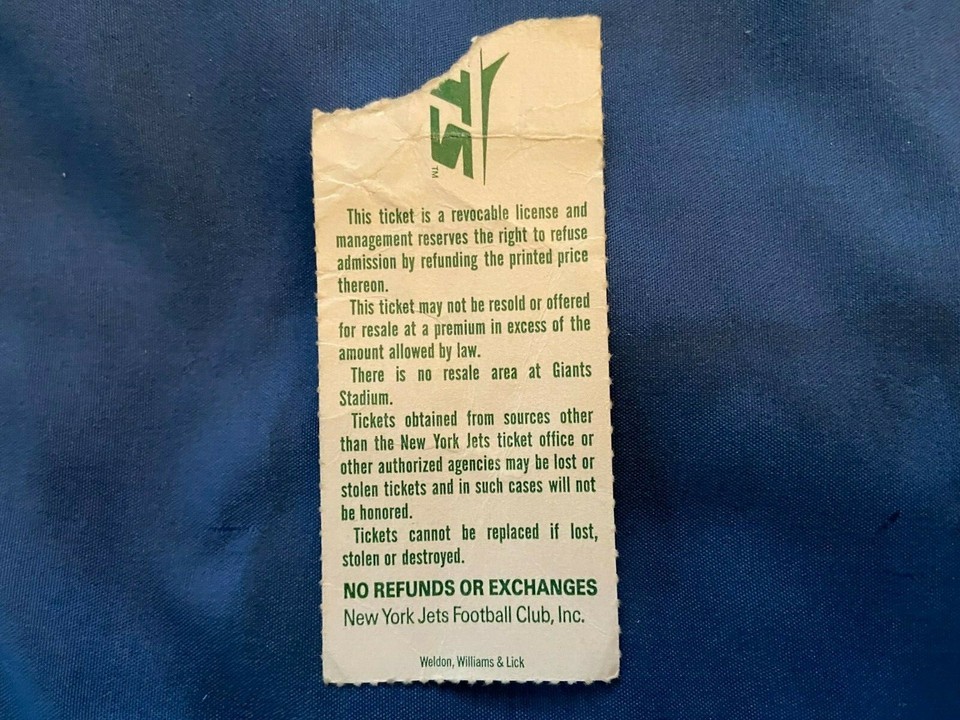 TS
TM
This ticket is a revocable license and
management reserves the right to refuse
admission by refunding the printed price
thereon.
This ticket may not be resold or offered
for resale at a premium in excess of the
amount allowed by law.
There is no resale area at Giants
Stadium.
Tickets obtained from sources other
than the New York Jets ticket office or
other authorized agencies may be lost or
stolen tickets and in such cases will not
be honored.
Tickets cannot be replaced if lost,
stolen or destroyed.
NO REFUNDS OR EXCHANGES
New York Jets Football Club, Inc.
Weldon, Williams & Lick